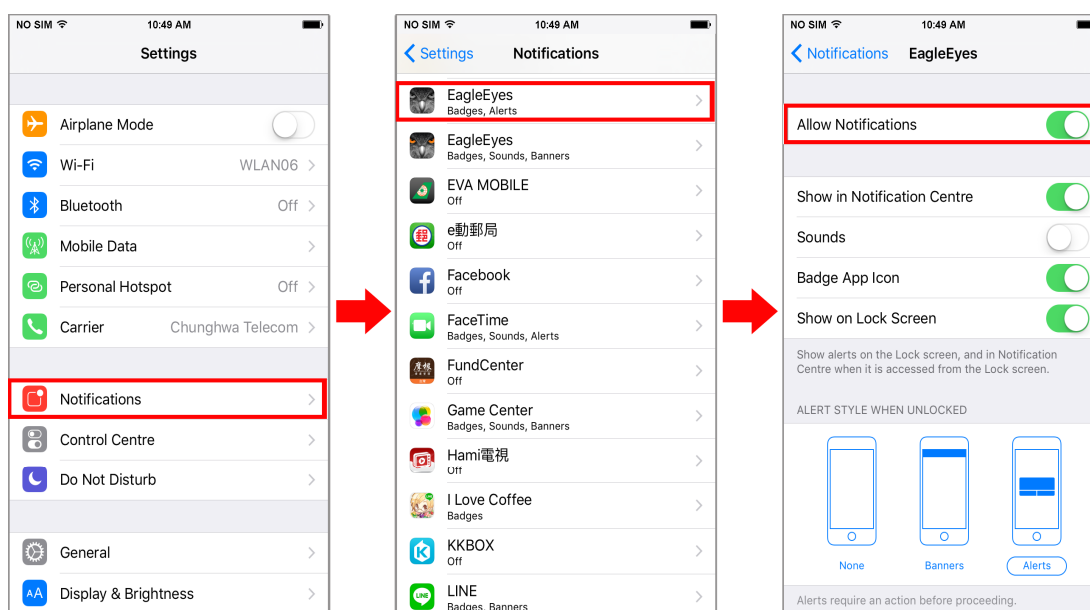 NO SIM 10:49 AM
Settings
Airplane Mode
Wi-Fi WLAN06
Bluetooth Off
Mobile Data
Personal Hotspot Off
Carrier Chunghwa Telecom
Notifications
Control Centre
Do Not Disturb
General
AA Display & Brightness
NO SIM 10:49 AM
Settings Notifications
EagleEyes
Badges, Alerts
EagleEyes
Badges, Sounds, Banners
EVA MOBILE
Off
e動郵局
Off
Facebook
Off
FaceTime
Badges, Sounds, Alerts
FundCenter
Off
Game Center
Badges, Sounds, Banners
Hami電視
Off
I Love Coffee
Badges
KKBOX
Off
LINE
LINE
Badges, Banners
NO SIM 10:49 AM
Notifications EagleEyes
Allow Notifications
Show in Notification Centre
Sounds
Badge App Icon
Show on Lock Screen
Show alerts on the Lock screen, and in Notification
Centre when it is accessed from the Lock screen.
ALERT STYLE WHEN UNLOCKED
None Banners Alerts
Alerts require an action before proceeding.